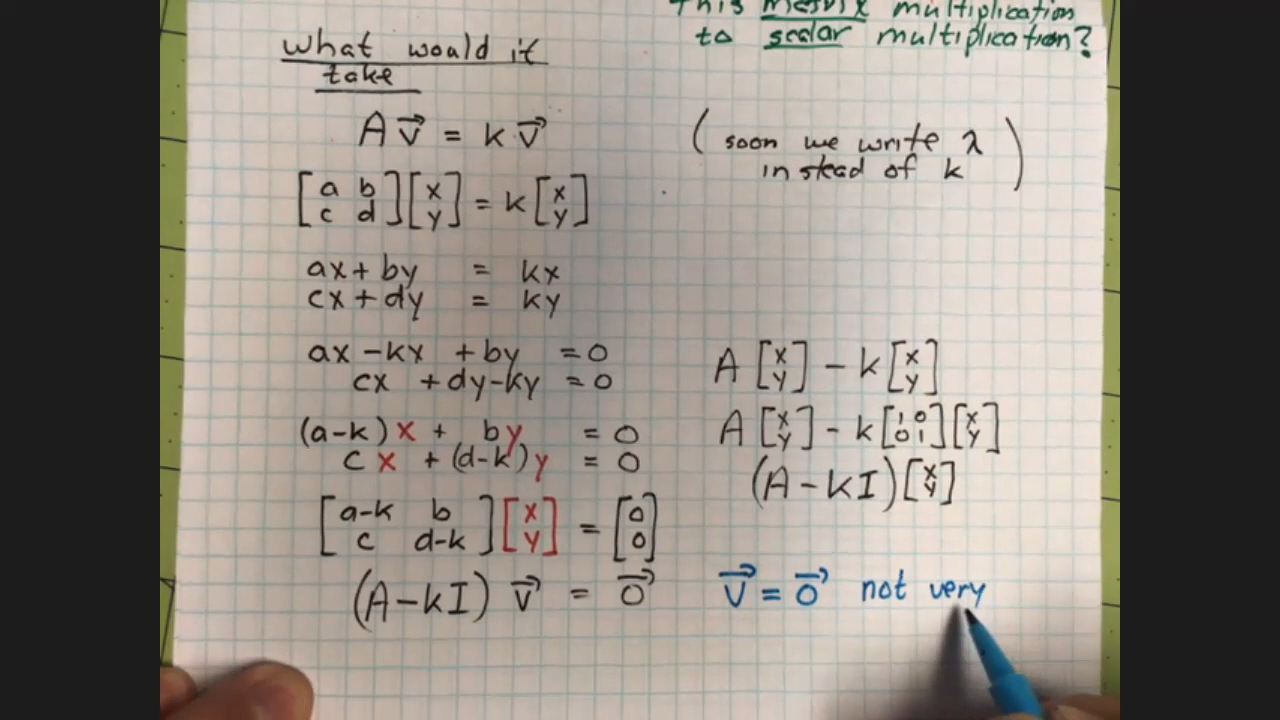 This matrix multiplication
to scalar multiplication?
What would it
take
A v⃗ = k v⃗
( soon we write λ
instead of k )
[a b; c d] [x; y] = k [x; y]
ax + by = kx
cx + dy = ky
ax - kx + by = 0
cx + dy - ky = 0
(a-k) x + by = 0
c x + (d-k) y = 0
[a-k b; c d-k] [x; y] = [0; 0]
(A - kI) v⃗ = 0⃗
A [x; y] - k [x; y]
A [x; y] - k [1 0; 0 1] [x; y]
(A - kI) [x; y]
v⃗ = 0⃗ not very